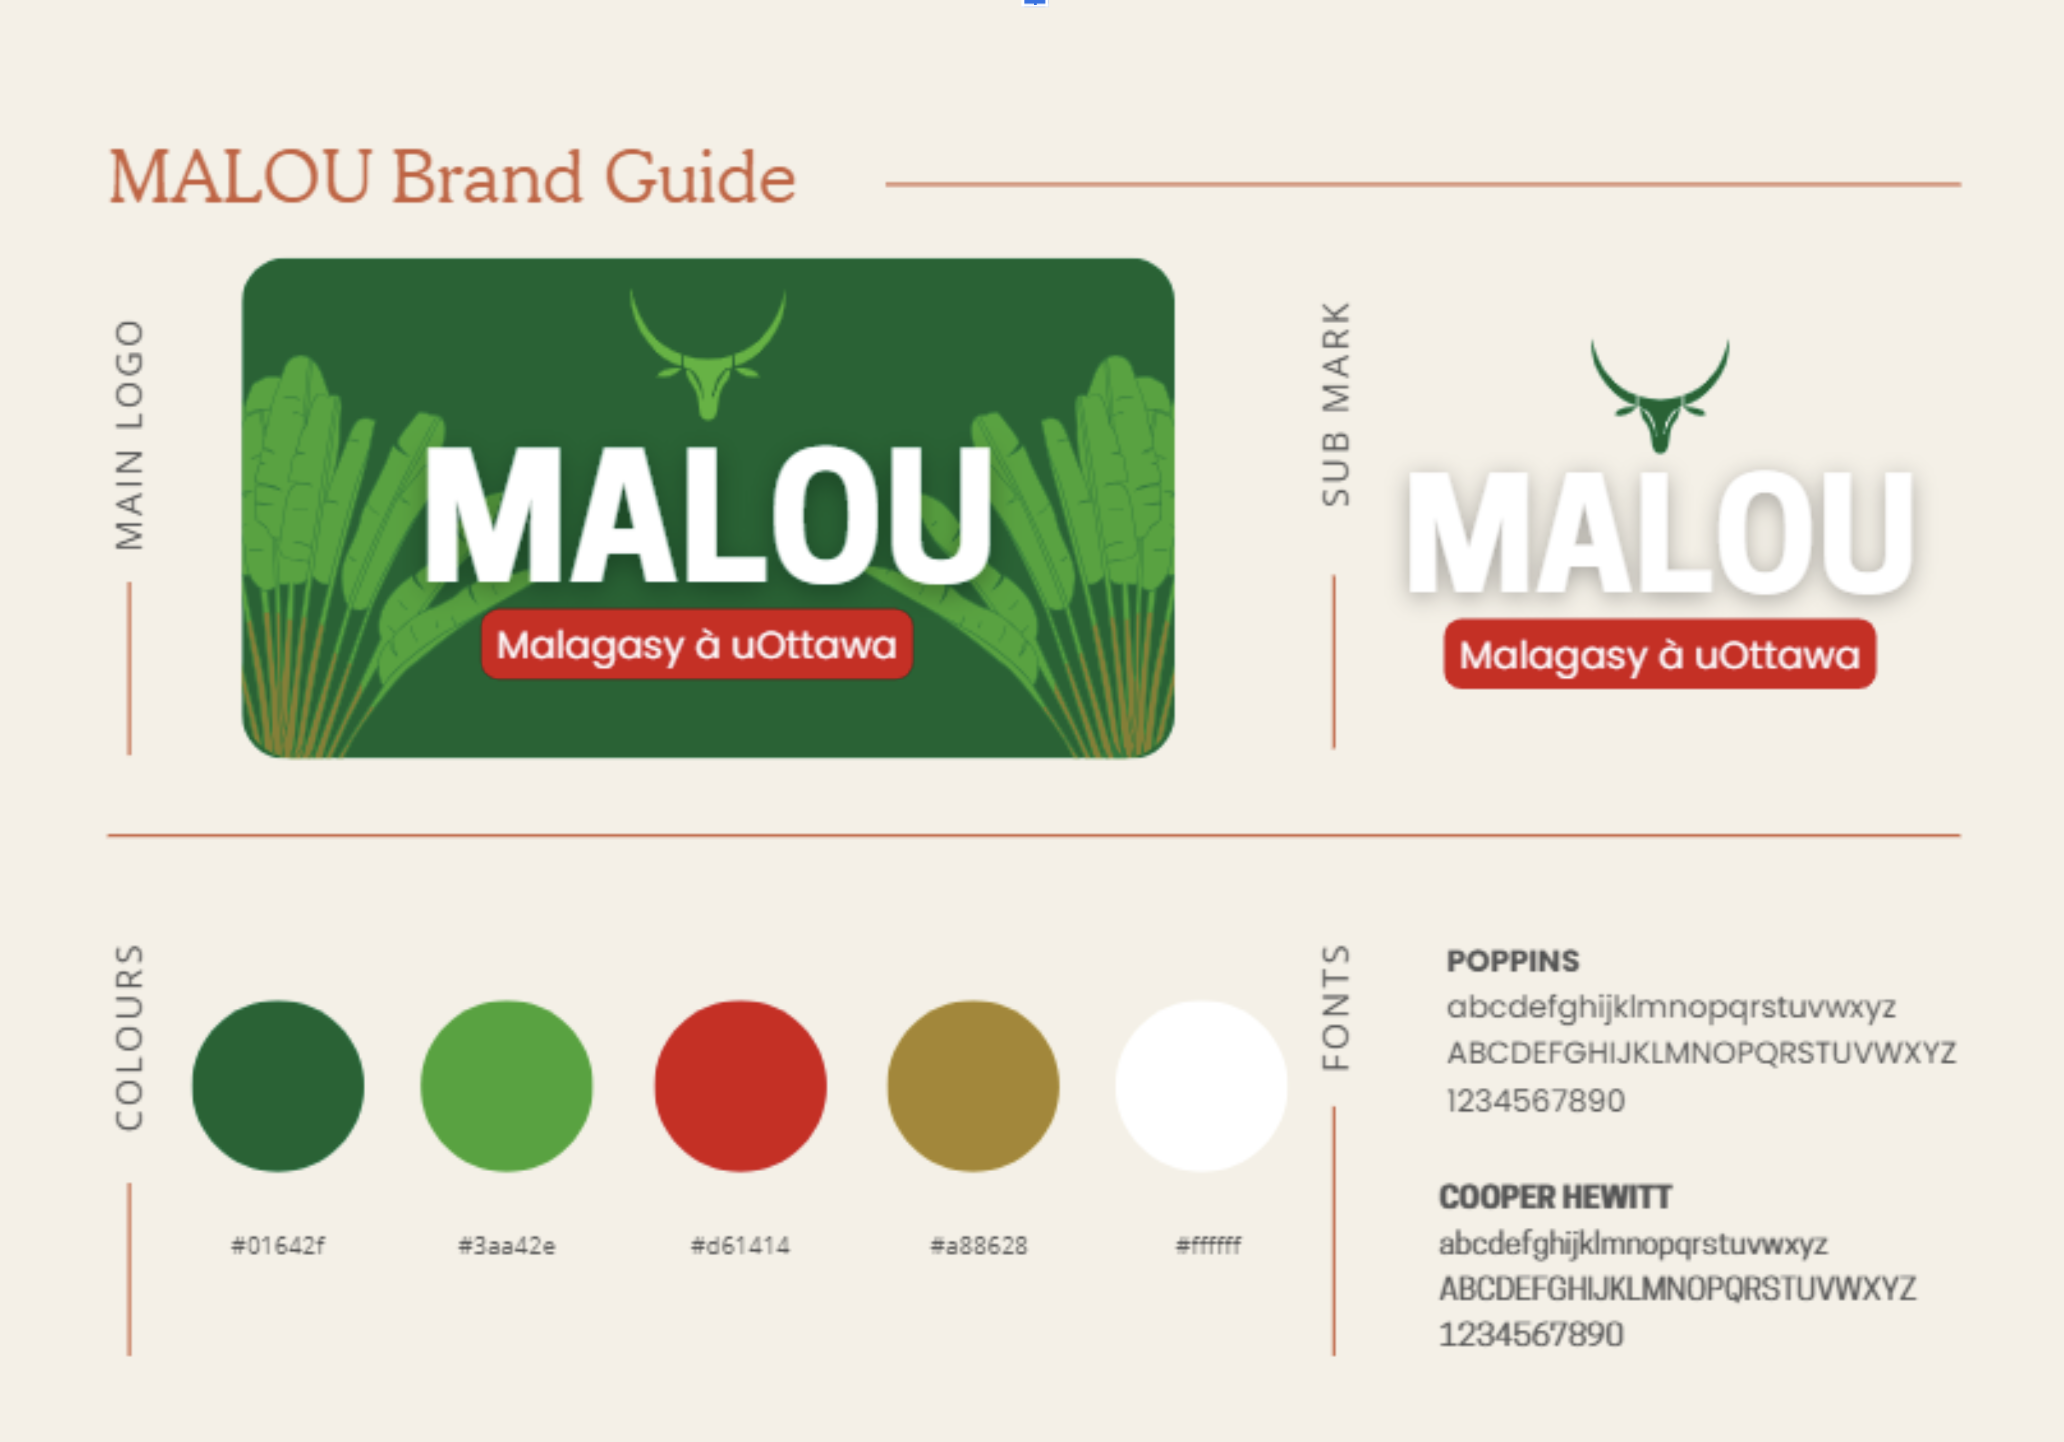 MALOU Brand Guide
MAIN LOGO
MALOU
Malagasy à uOttawa
SUB MARK
MALOU
Malagasy à uOttawa
COLOURS
#01642f
#3aa42e
#d61414
#a88628
#ffffff
FONTS
POPPINS
abcdefghijklmnopqrstuvwxyz
ABCDEFGHIJKLMNOPQRSTUVWXYZ
1234567890
COOPER HEWITT
abcdefghijklmnopqrstuvwxyz
ABCDEFGHIJKLMNOPQRSTUVWXYZ
1234567890